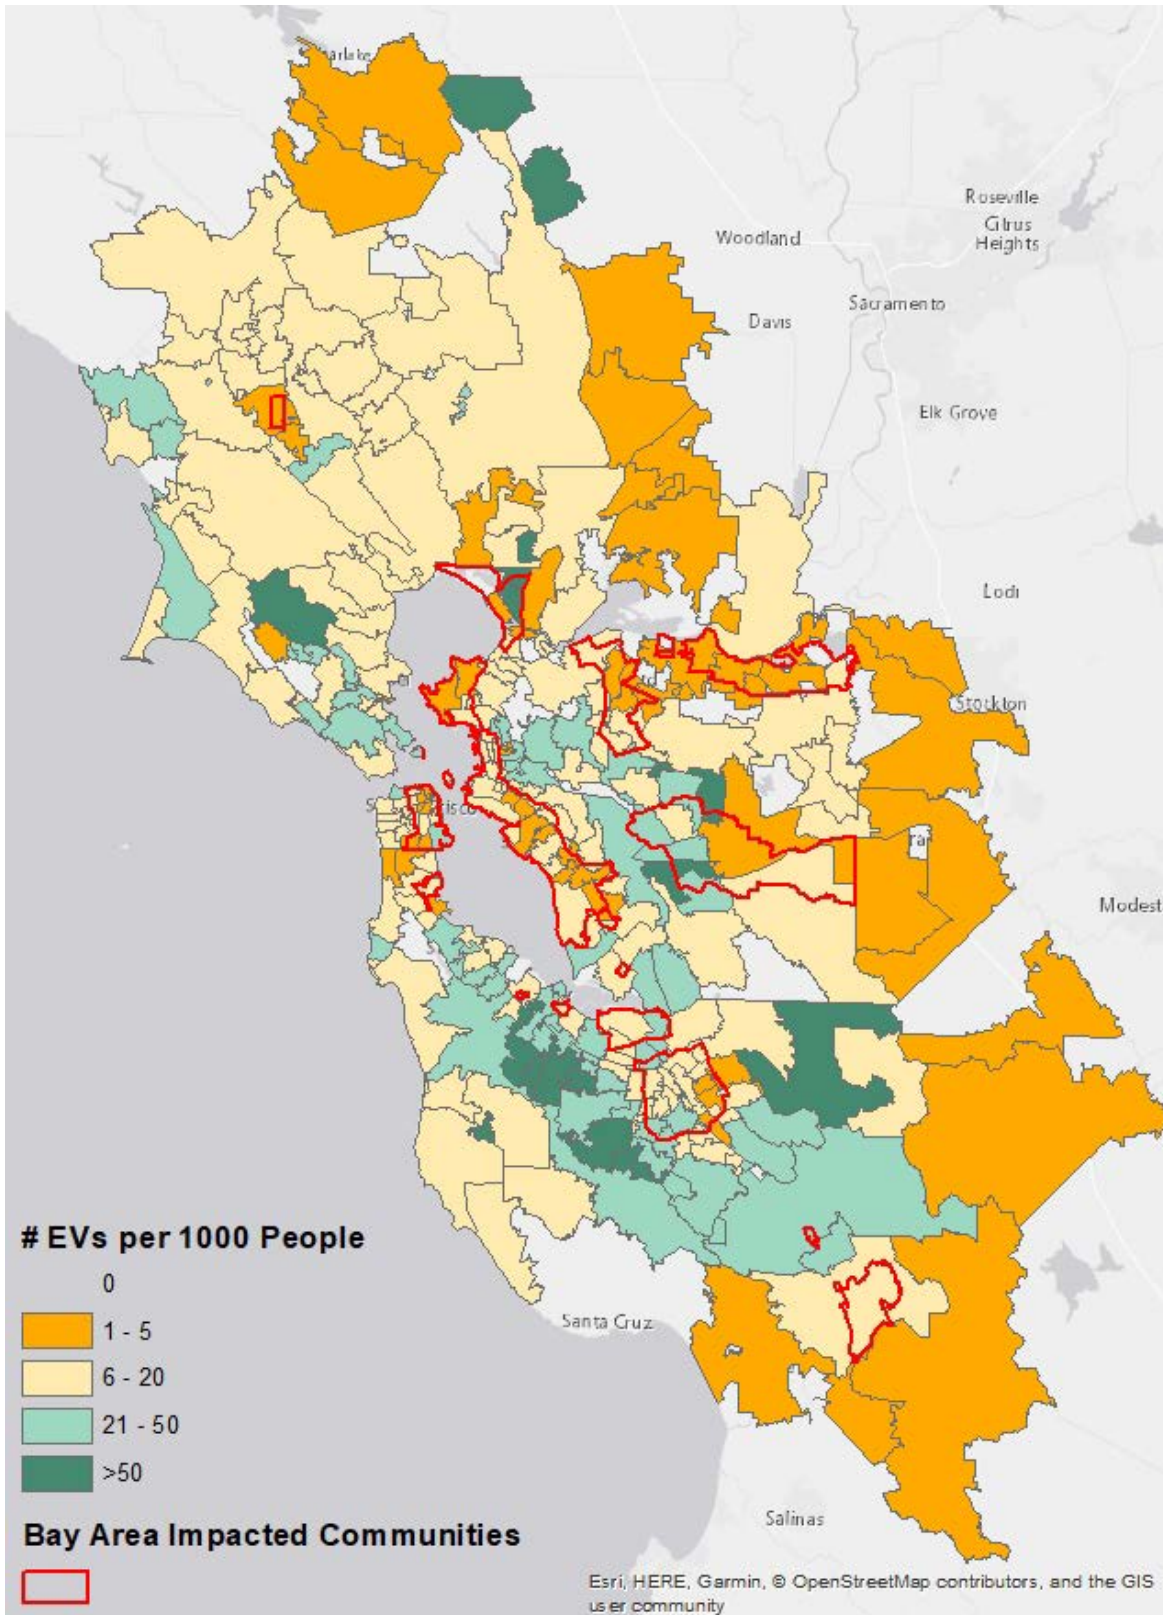 Roseville
Citrus
Heights
Woodland
Sacramento
Davis
Elk Grove
Lodi
Stockton
Modest
# EVs per 1000 People
0
1 - 5
6 - 20
21 - 50
>50
Santa Cruz
Bay Area Impacted Communities
Salinas
Esri, HERE, Garmin, © OpenStreetMap contributors, and the GIS
user community